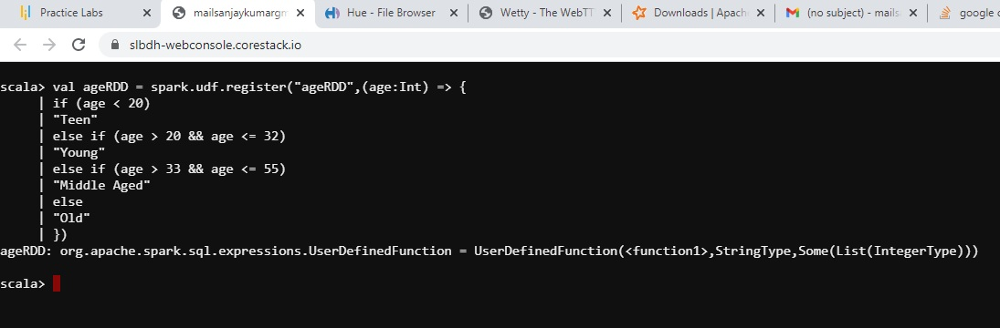 Practice Labs
mailsanjaykumargm
Hue - File Browser
Wetty - The WebTT
Downloads | Apach
(no subject) - mails
google c
slbdh-webconsole.corestack.io
scala> val ageRDD = spark.udf.register("ageRDD",(age:Int) => {
| if (age < 20)
| "Teen"
| else if (age > 20 && age <= 32)
| "Young"
| else if (age > 33 && age <= 55)
| "Middle Aged"
| else
| "Old"
| })
ageRDD: org.apache.spark.sql.expressions.UserDefinedFunction = UserDefinedFunction(<function1>,StringType,Some(List(IntegerType)))
scala>